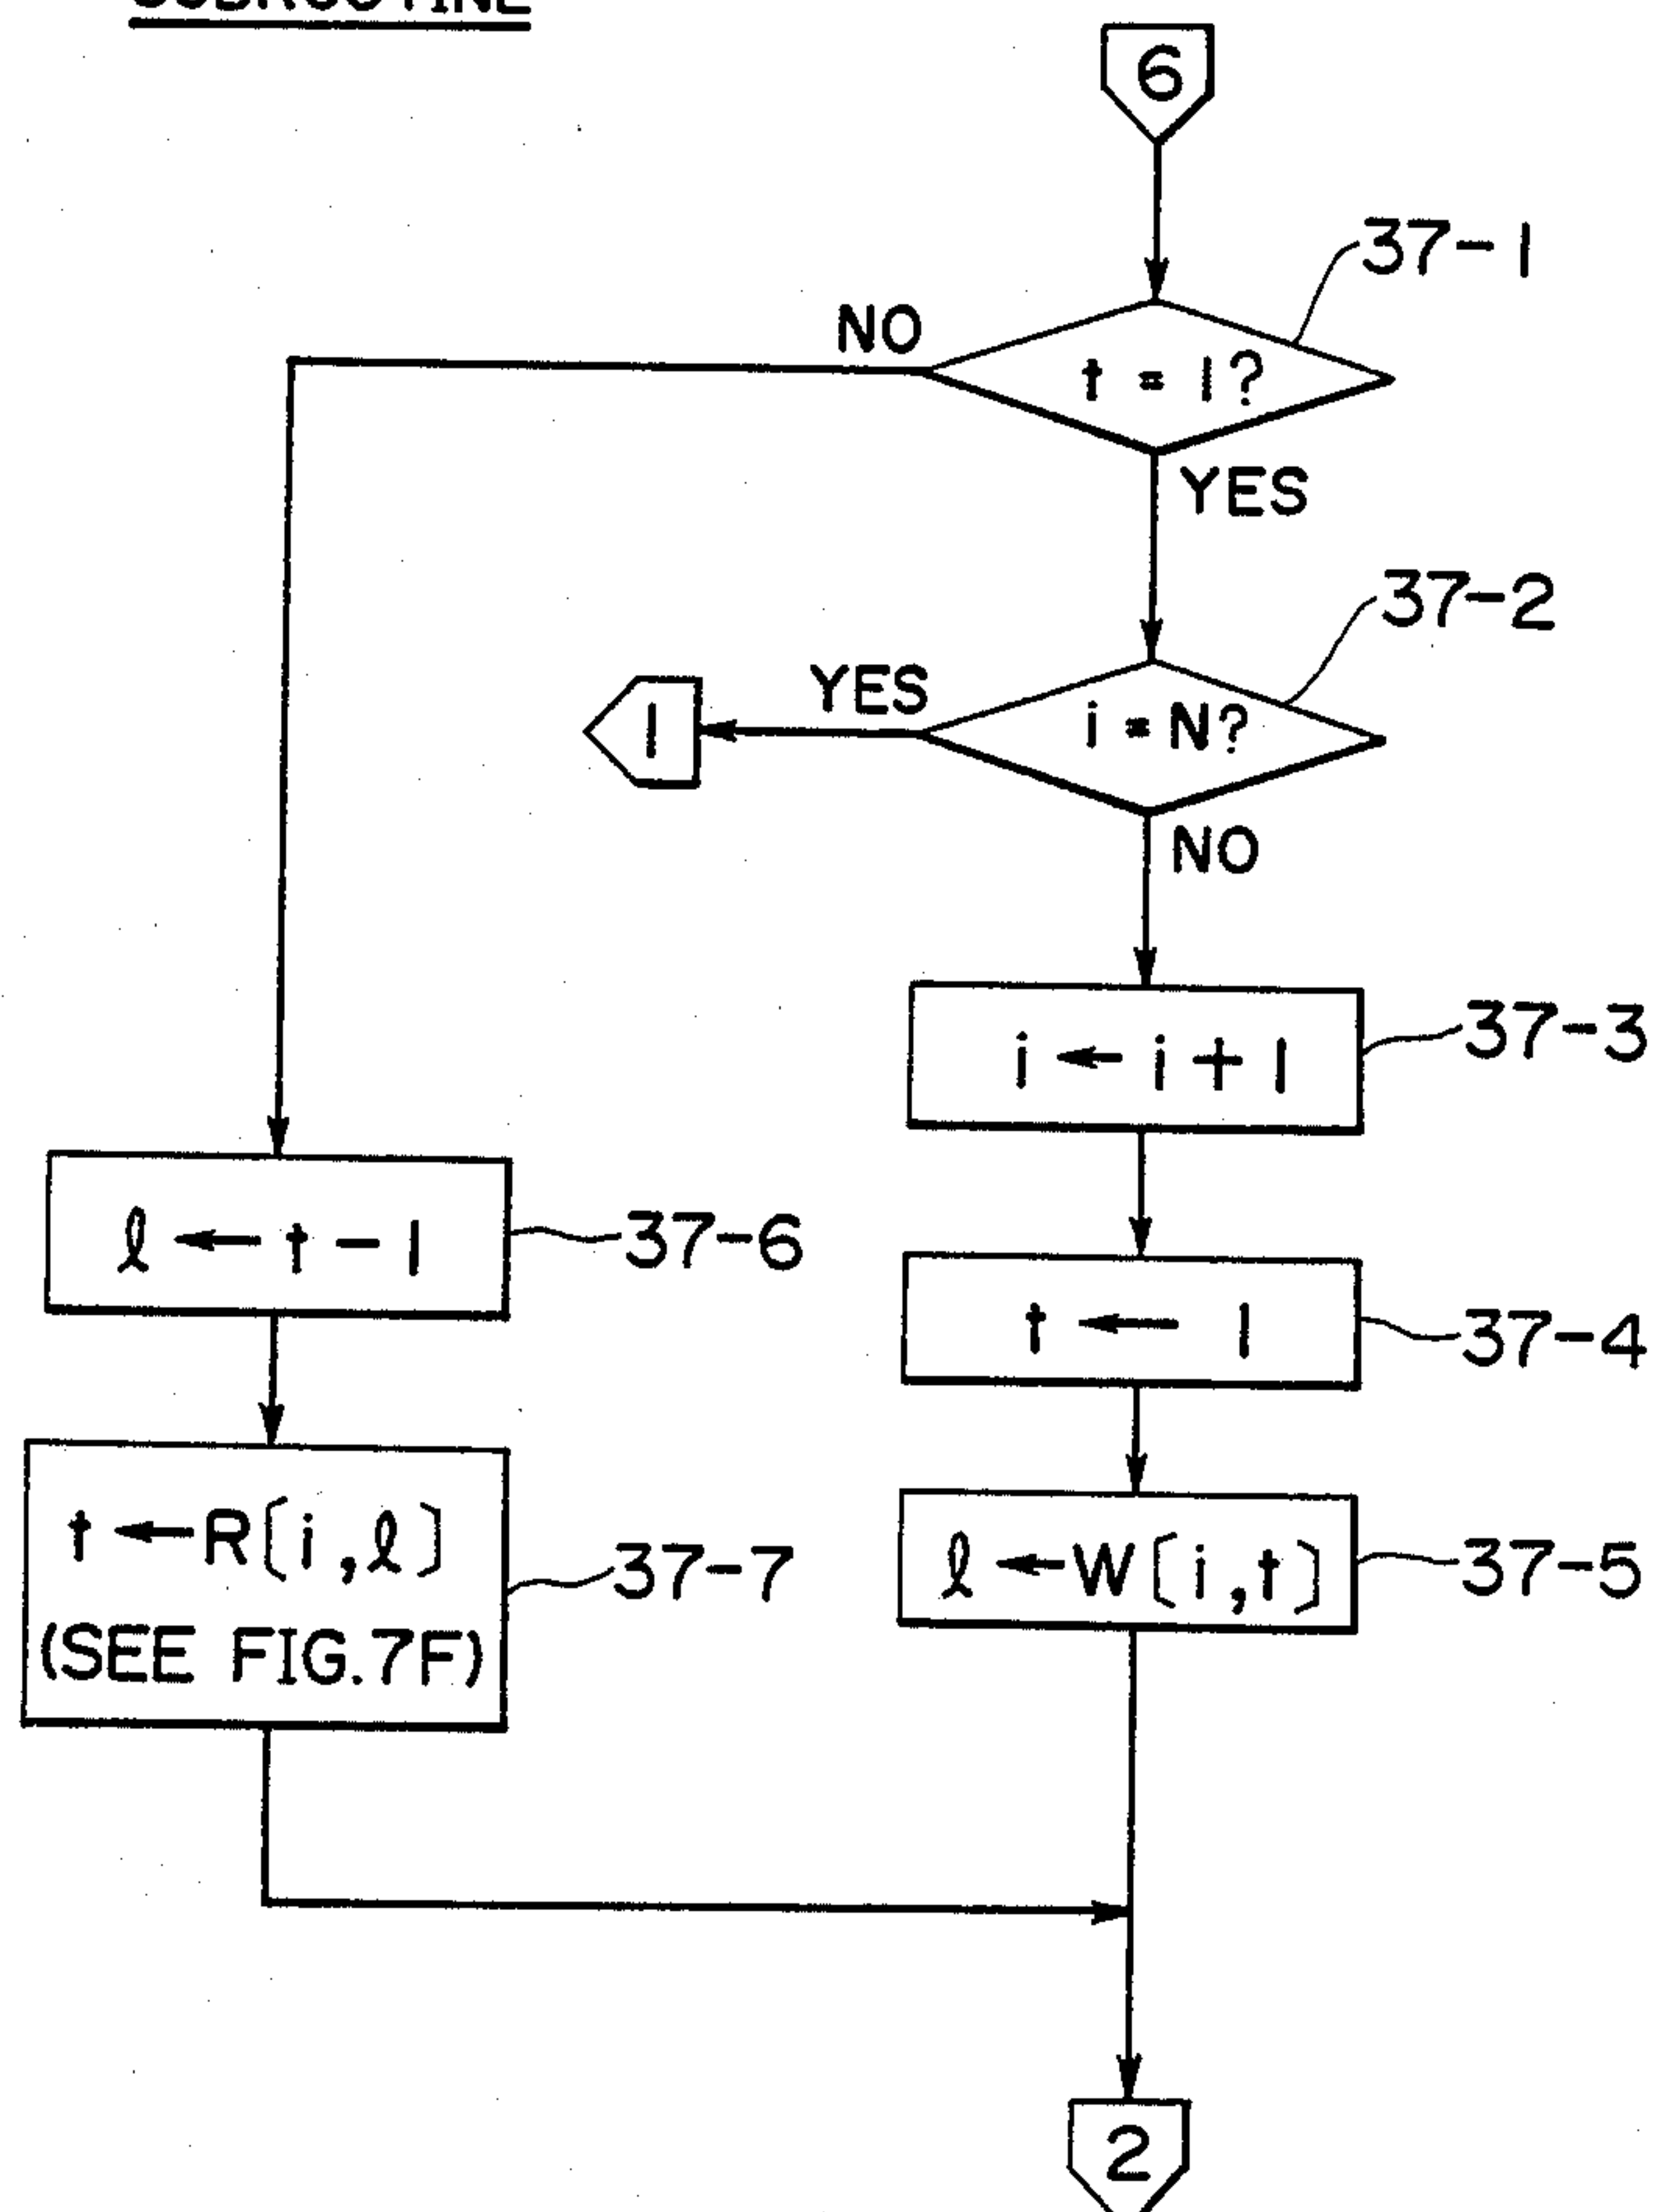 SUBROUTINE
6
37-1
NO
t = 1?
YES
37-2
YES
i = N?
1
NO
37-3
i ← i + 1
37-6
ℓ ← t - 1
37-4
t ← 1
37-7
t ← R(i,ℓ)
(SEE FIG.7F)
37-5
ℓ ← W(i,t)
2